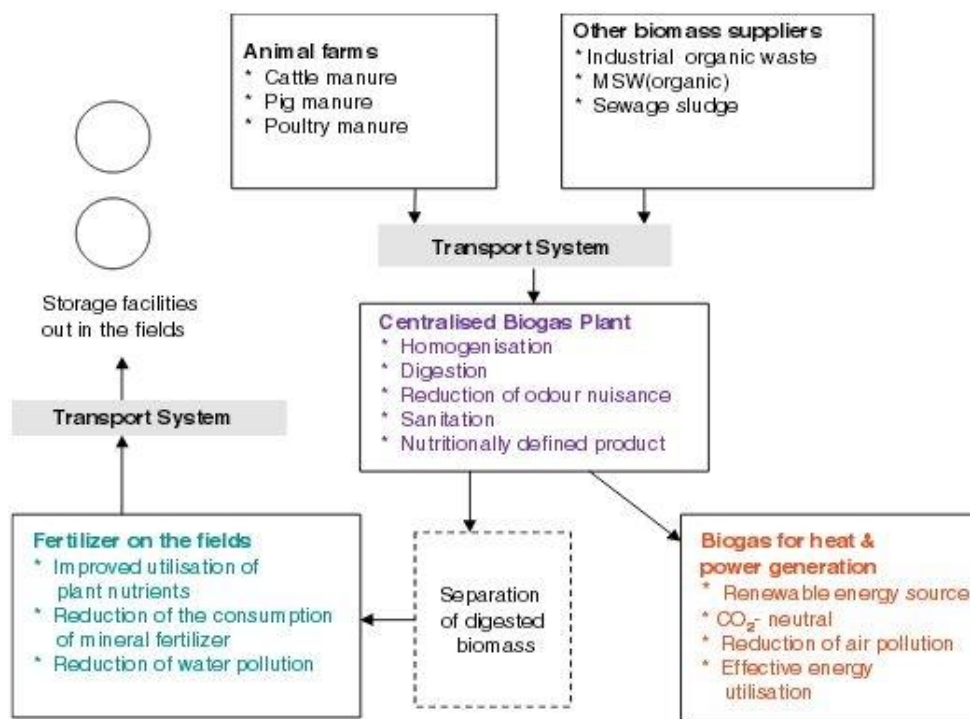 Animal farms
* Cattle manure
* Pig manure
* Poultry manure
Other biomass suppliers
* Industrial organic waste
* MSW(organic)
* Sewage sludge
Transport System
Storage facilities
out in the fields
Centralised Biogas Plant
* Homogenisation
* Digestion
* Reduction of odour nuisance
* Sanitation
* Nutritionally defined product
Transport System
Fertilizer on the fields
* Improved utilisation of
plant nutrients
* Reduction of the consumption
of mineral fertilizer
* Reduction of water pollution
Separation
of digested
biomass
Biogas for heat &
power generation
* Renewable energy source
* CO₂- neutral
* Reduction of air pollution
* Effective energy
utilisation